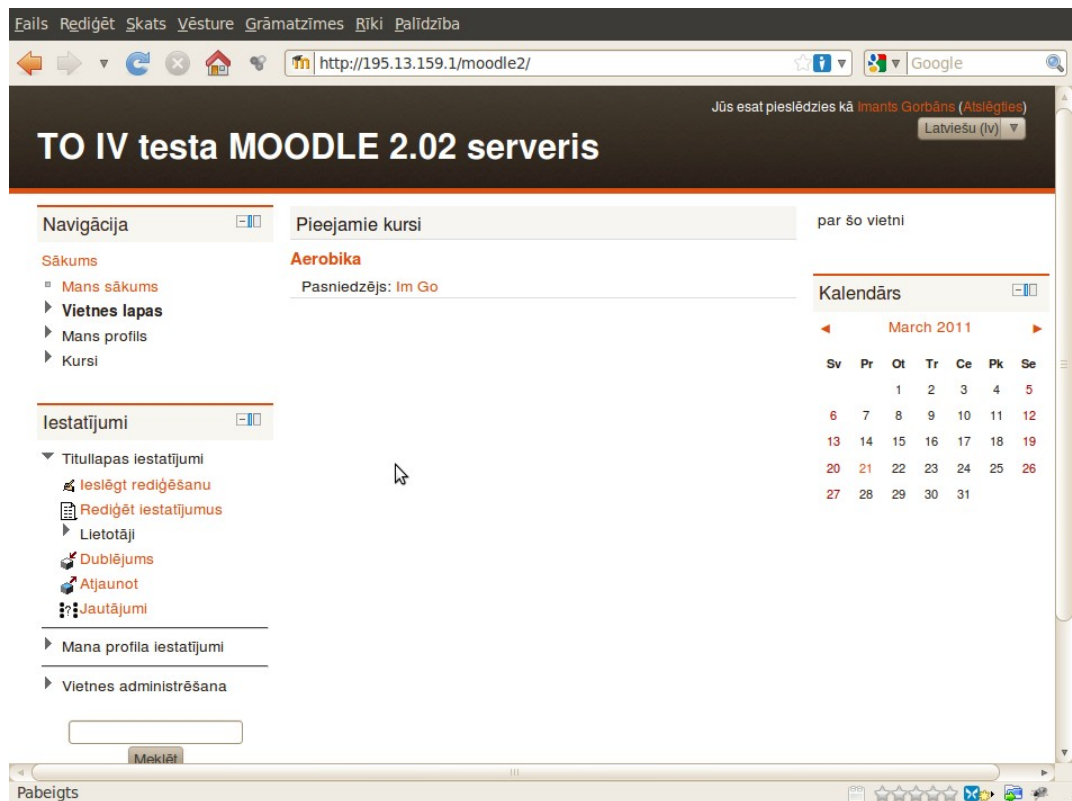 Fails Rediģēt Skats Vēsture Grāmatzīmes Rīki Palīdzība
http://195.13.159.1/moodle2/
Google
Jūs esat pieslēdzies kā Imants Gorbāns (Atslēgties)
Latviešu (lv)
TO IV testa MOODLE 2.02 serveris
Navigācija
Sākums
Mans sākums
Vietnes lapas
Mans profils
Kursi
Iestatījumi
Titullapas iestatījumi
Ieslēgt rediģēšanu
Rediģēt iestatījumus
Lietotāji
Dublējums
Atjaunot
Jautājumi
Mana profila iestatījumi
Vietnes administrēšana
Meklēt
Pieejamie kursi
Aerobika
Pasniedzējs: Im Go
par šo vietni
Kalendārs
March 2011
Sv Pr Ot Tr Ce Pk Se
1 2 3 4 5
6 7 8 9 10 11 12
13 14 15 16 17 18 19
20 21 22 23 24 25 26
27 28 29 30 31
Pabeigts